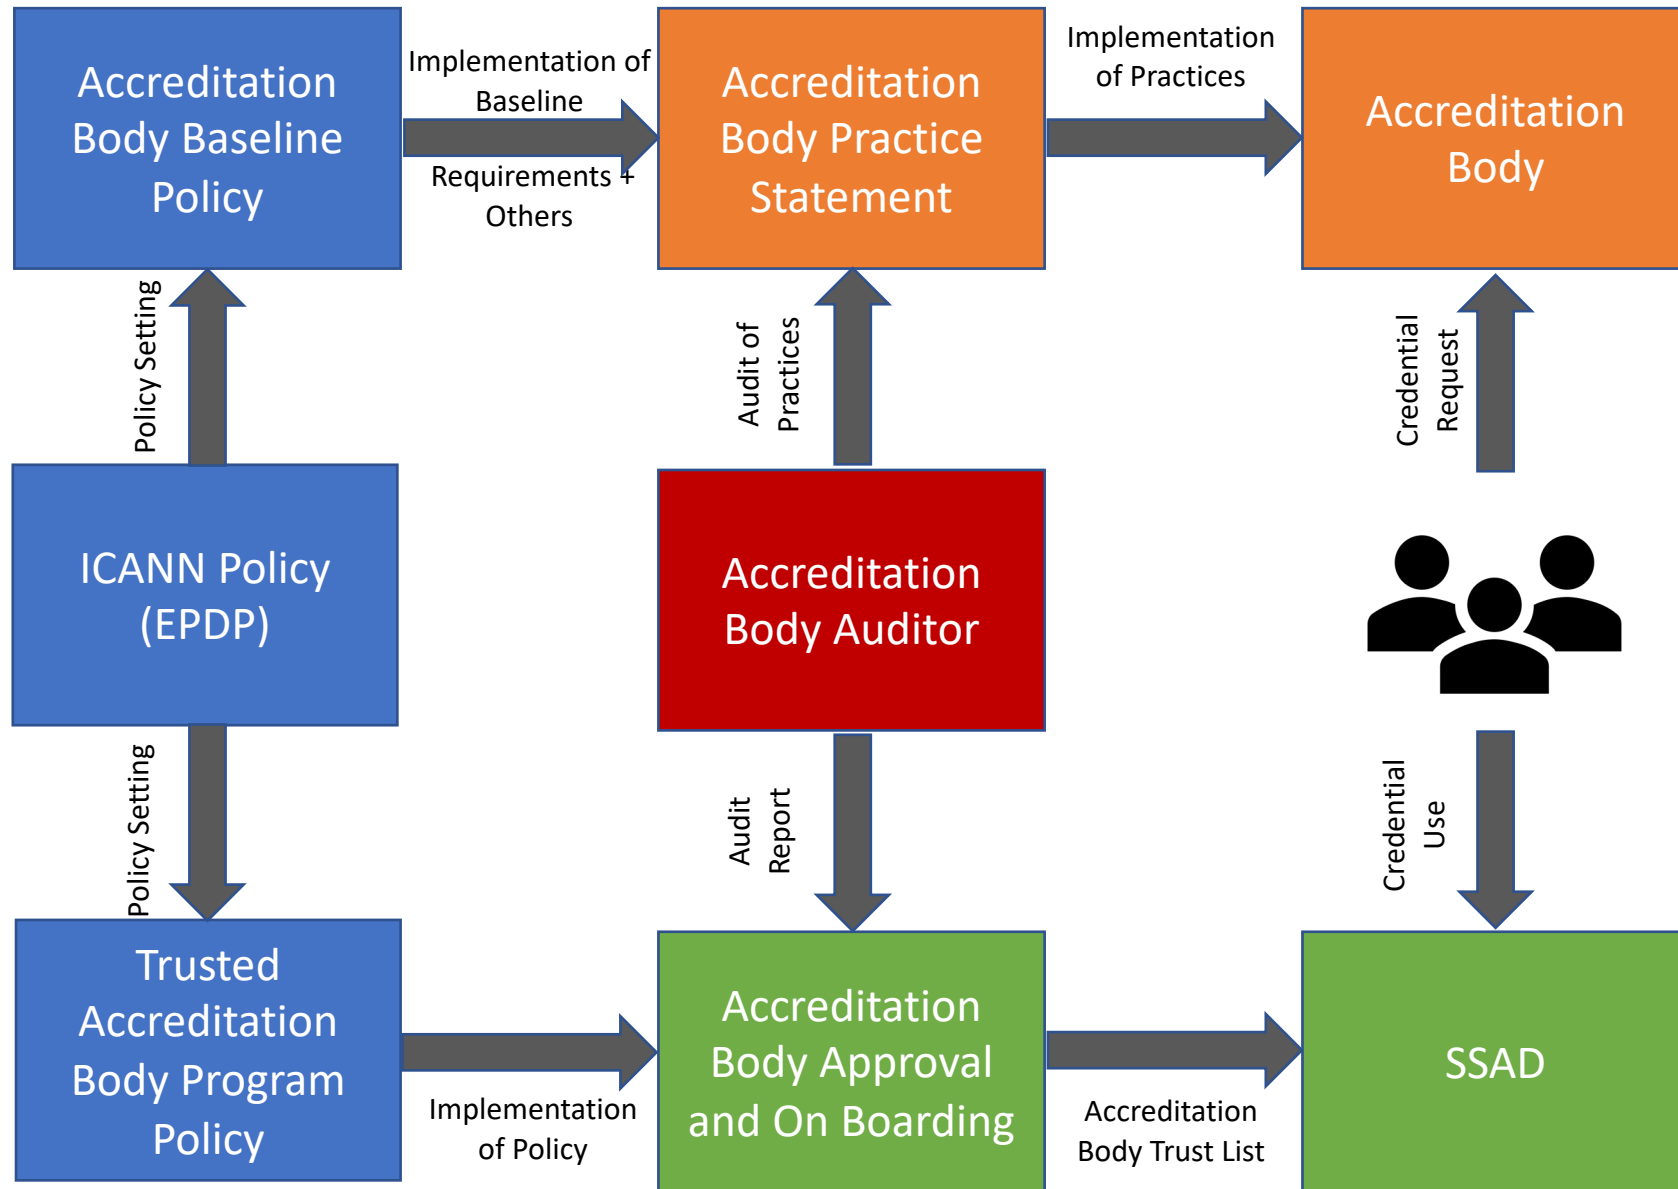 Accreditation
Body Baseline
Policy
Implementation of
Baseline
Requirements +
Others
Accreditation
Body Practice
Statement
Implementation
of Practices
Accreditation
Body
Policy Setting
Audit of
Practices
Credential
Request
ICANN Policy
(EPDP)
Accreditation
Body Auditor
Policy Setting
Audit
Report
Credential
Use
Trusted
Accreditation
Body Program
Policy
Implementation
of Policy
Accreditation
Body Approval
and On Boarding
Accreditation
Body Trust List
SSAD